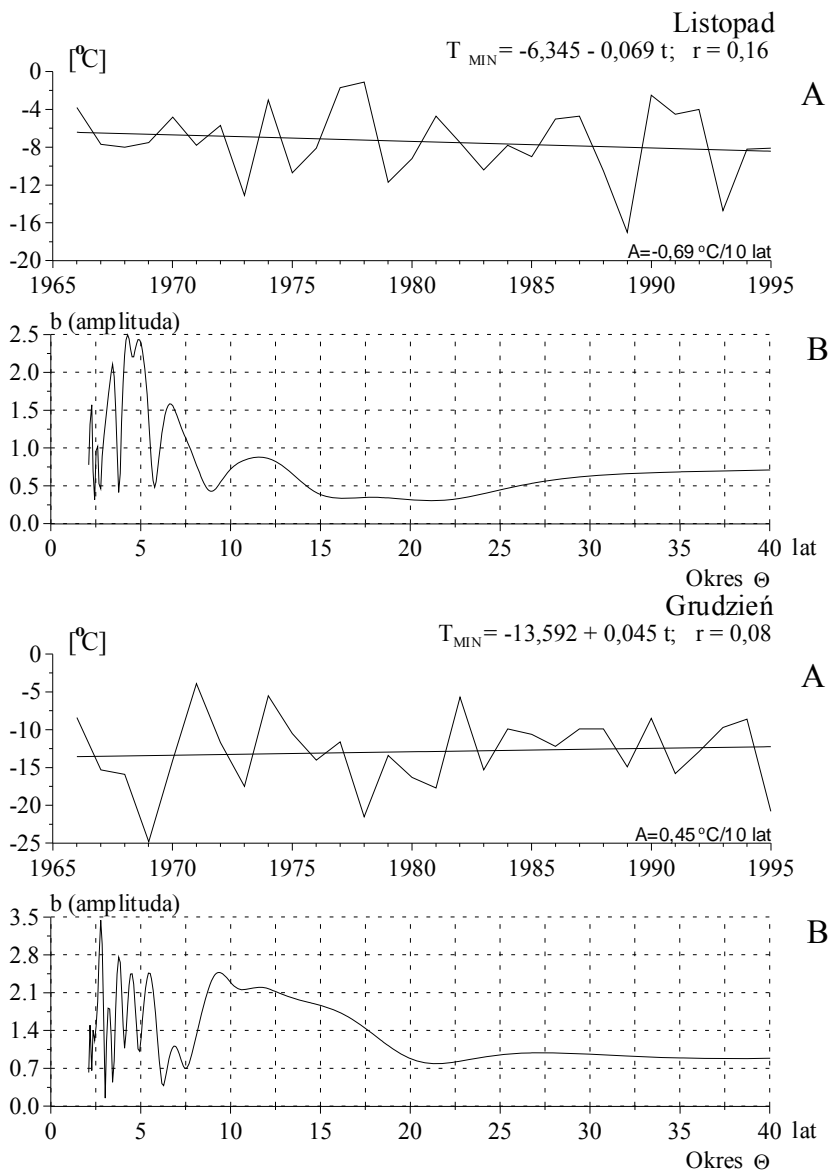 Listopad
T MIN = -6,345 - 0,069 t; r = 0,16
[°C]
A
0
-4
-8
-12
-16
-20
A=-0,69 °C/10 lat
1965 1970 1975 1980 1985 1990 1995
b (amplituda)
B
2.5
2.0
1.5
1.0
0.5
0.0
0 5 10 15 20 25 30 35 40 lat
Okres Θ
Grudzień
T MIN = -13,592 + 0,045 t; r = 0,08
[°C]
A
0
-5
-10
-15
-20
-25
A=0,45 °C/10 lat
1965 1970 1975 1980 1985 1990 1995
b (amplituda)
B
3.5
2.8
2.1
1.4
0.7
0.0
0 5 10 15 20 25 30 35 40 lat
Okres Θ